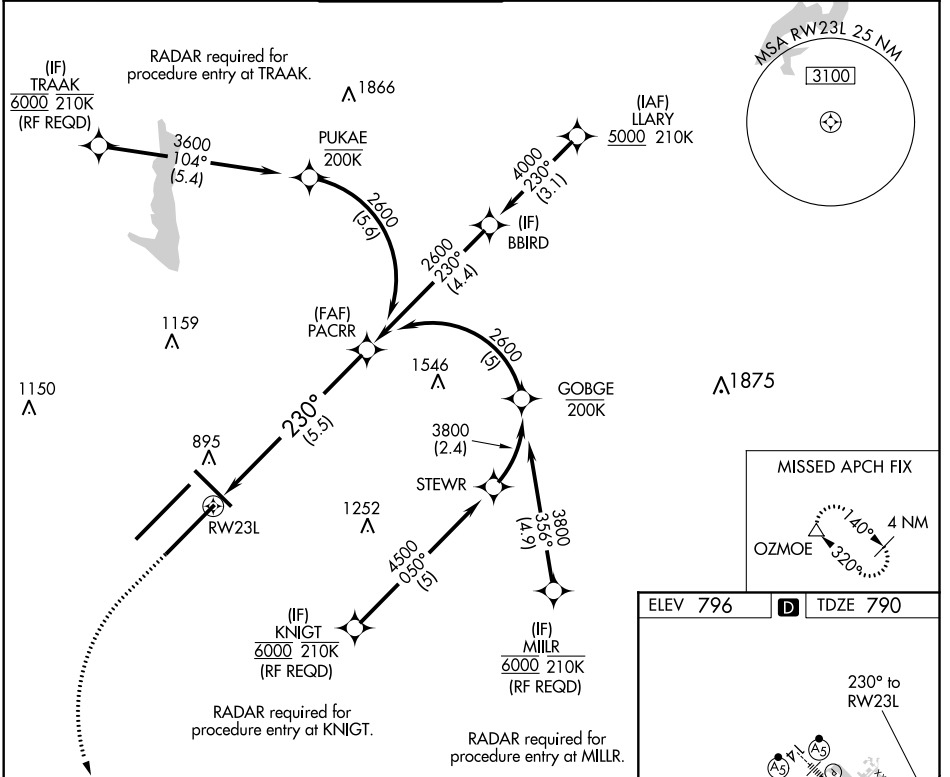 RADAR required for
procedure entry at TRAAK.
(IF)
TRAAK
6000 210K
(RF REQD)
1866
3600
104°
(5.4)
PUKAE
200K
2600
(5.6)
(IAF)
LLARY
5000 210K
4000
230°
(3.1)
(IF)
BBIRD
2600
230°
(4.4)
MSA RW23L 25 NM
3100
(FAF)
PACRR
1159
1150
1546
2600
(5)
GOBGE
200K
1875
230°
(5.5)
895
RW23L
3800
(2.4)
STEWR
1252
4500
050°
(5)
3800
356°
(4.9)
(IF)
KNIGT
6000 210K
(RF REQD)
RADAR required for
procedure entry at KNIGT.
(IF)
MIILR
6000 210K
(RF REQD)
RADAR required for
procedure entry at MILLR.
MISSED APCH FIX
OZMOE
140°
320°
4 NM
ELEV 796
D
TDZE 790
230° to
RW23L
A5
A5
14
P